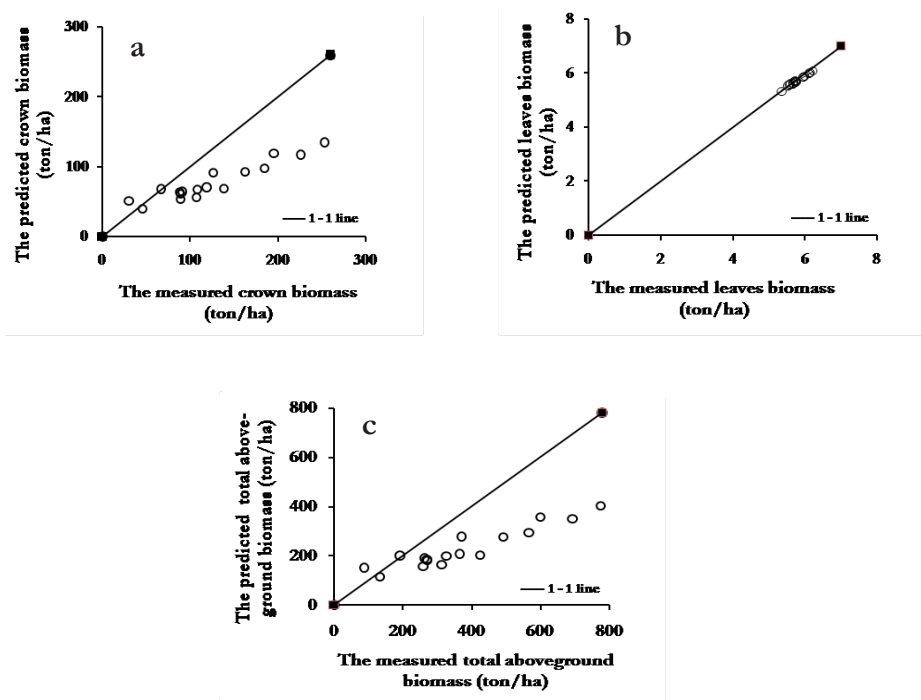 a
The predicted crown biomass
(ton/ha)
300
200
100
0
0 100 200 300
1-1 line
The measured crown biomass
(ton/ha)
b
The predicted leaves biomass
(ton/ha)
8
6
4
2
0
0 2 4 6 8
1-1 line
The measured leaves biomass
(ton/ha)
c
The predicted total above-
ground biomass (ton/ha)
800
600
400
200
0
0 200 400 600 800
1-1 line
The measured total aboveground
biomass (ton/ha)